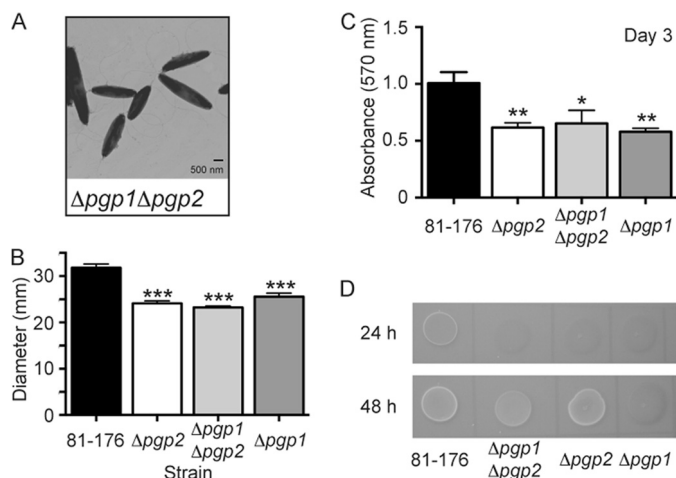 A
500 nm
Δpgp1Δpgp2
B
Diameter (mm)
30
20
10
0
***
***
***
81-176
Δpgp2
Δpgp1
Δpgp2
Δpgp1
Strain
C
Day 3
Absorbance (570 nm)
1.5
1.0
0.5
0
**
*
**
81-176
Δpgp2
Δpgp1
Δpgp2
Δpgp1
D
24 h
48 h
81-176
Δpgp1
Δpgp2
Δpgp2
Δpgp1